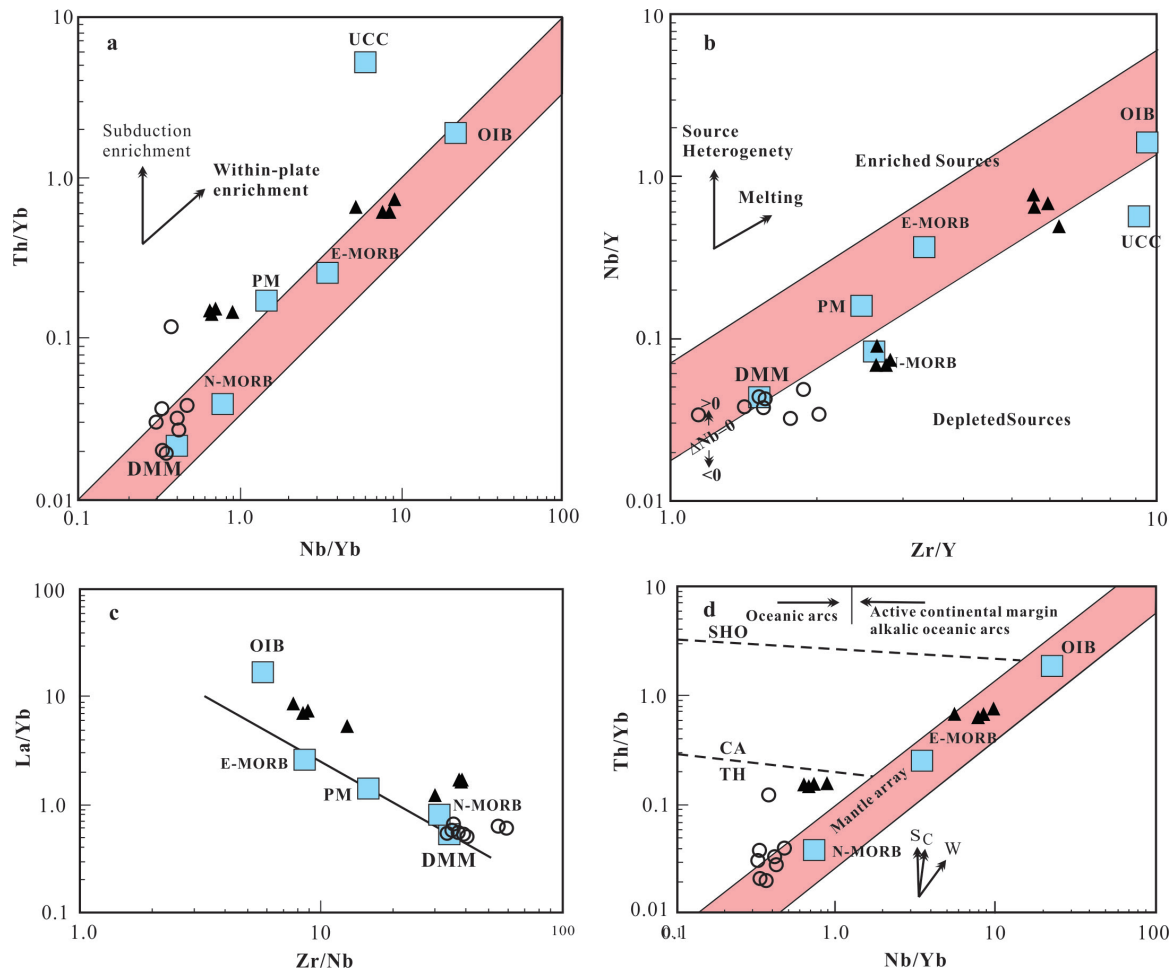 a
10
1.0
0.1
0.01
Th/Yb
UCC
OIB
Subduction
enrichment
Within-plate
enrichment
E-MORB
PM
N-MORB
DMM
0.1
1.0
10
100
Nb/Yb
b
10
1.0
0.1
0.01
Nb/Y
Source
Heterogenety
Melting
Enriched Sources
OIB
UCC
E-MORB
PM
N-MORB
DMM
>0
ΔNb=0
<0
DepletedSources
1.0
10
Zr/Y
c
100
10
1.0
0.1
La/Yb
OIB
E-MORB
PM
N-MORB
DMM
1
10
100
Zr/Nb
d
10
1.0
0.1
0.01
Th/Yb
Oceanic arcs
Active continental margin
alkalic oceanic arcs
SHO
OIB
CA
TH
E-MORB
Mantle array
N-MORB
S
C
W
0.1
1.0
10
100
Nb/Yb